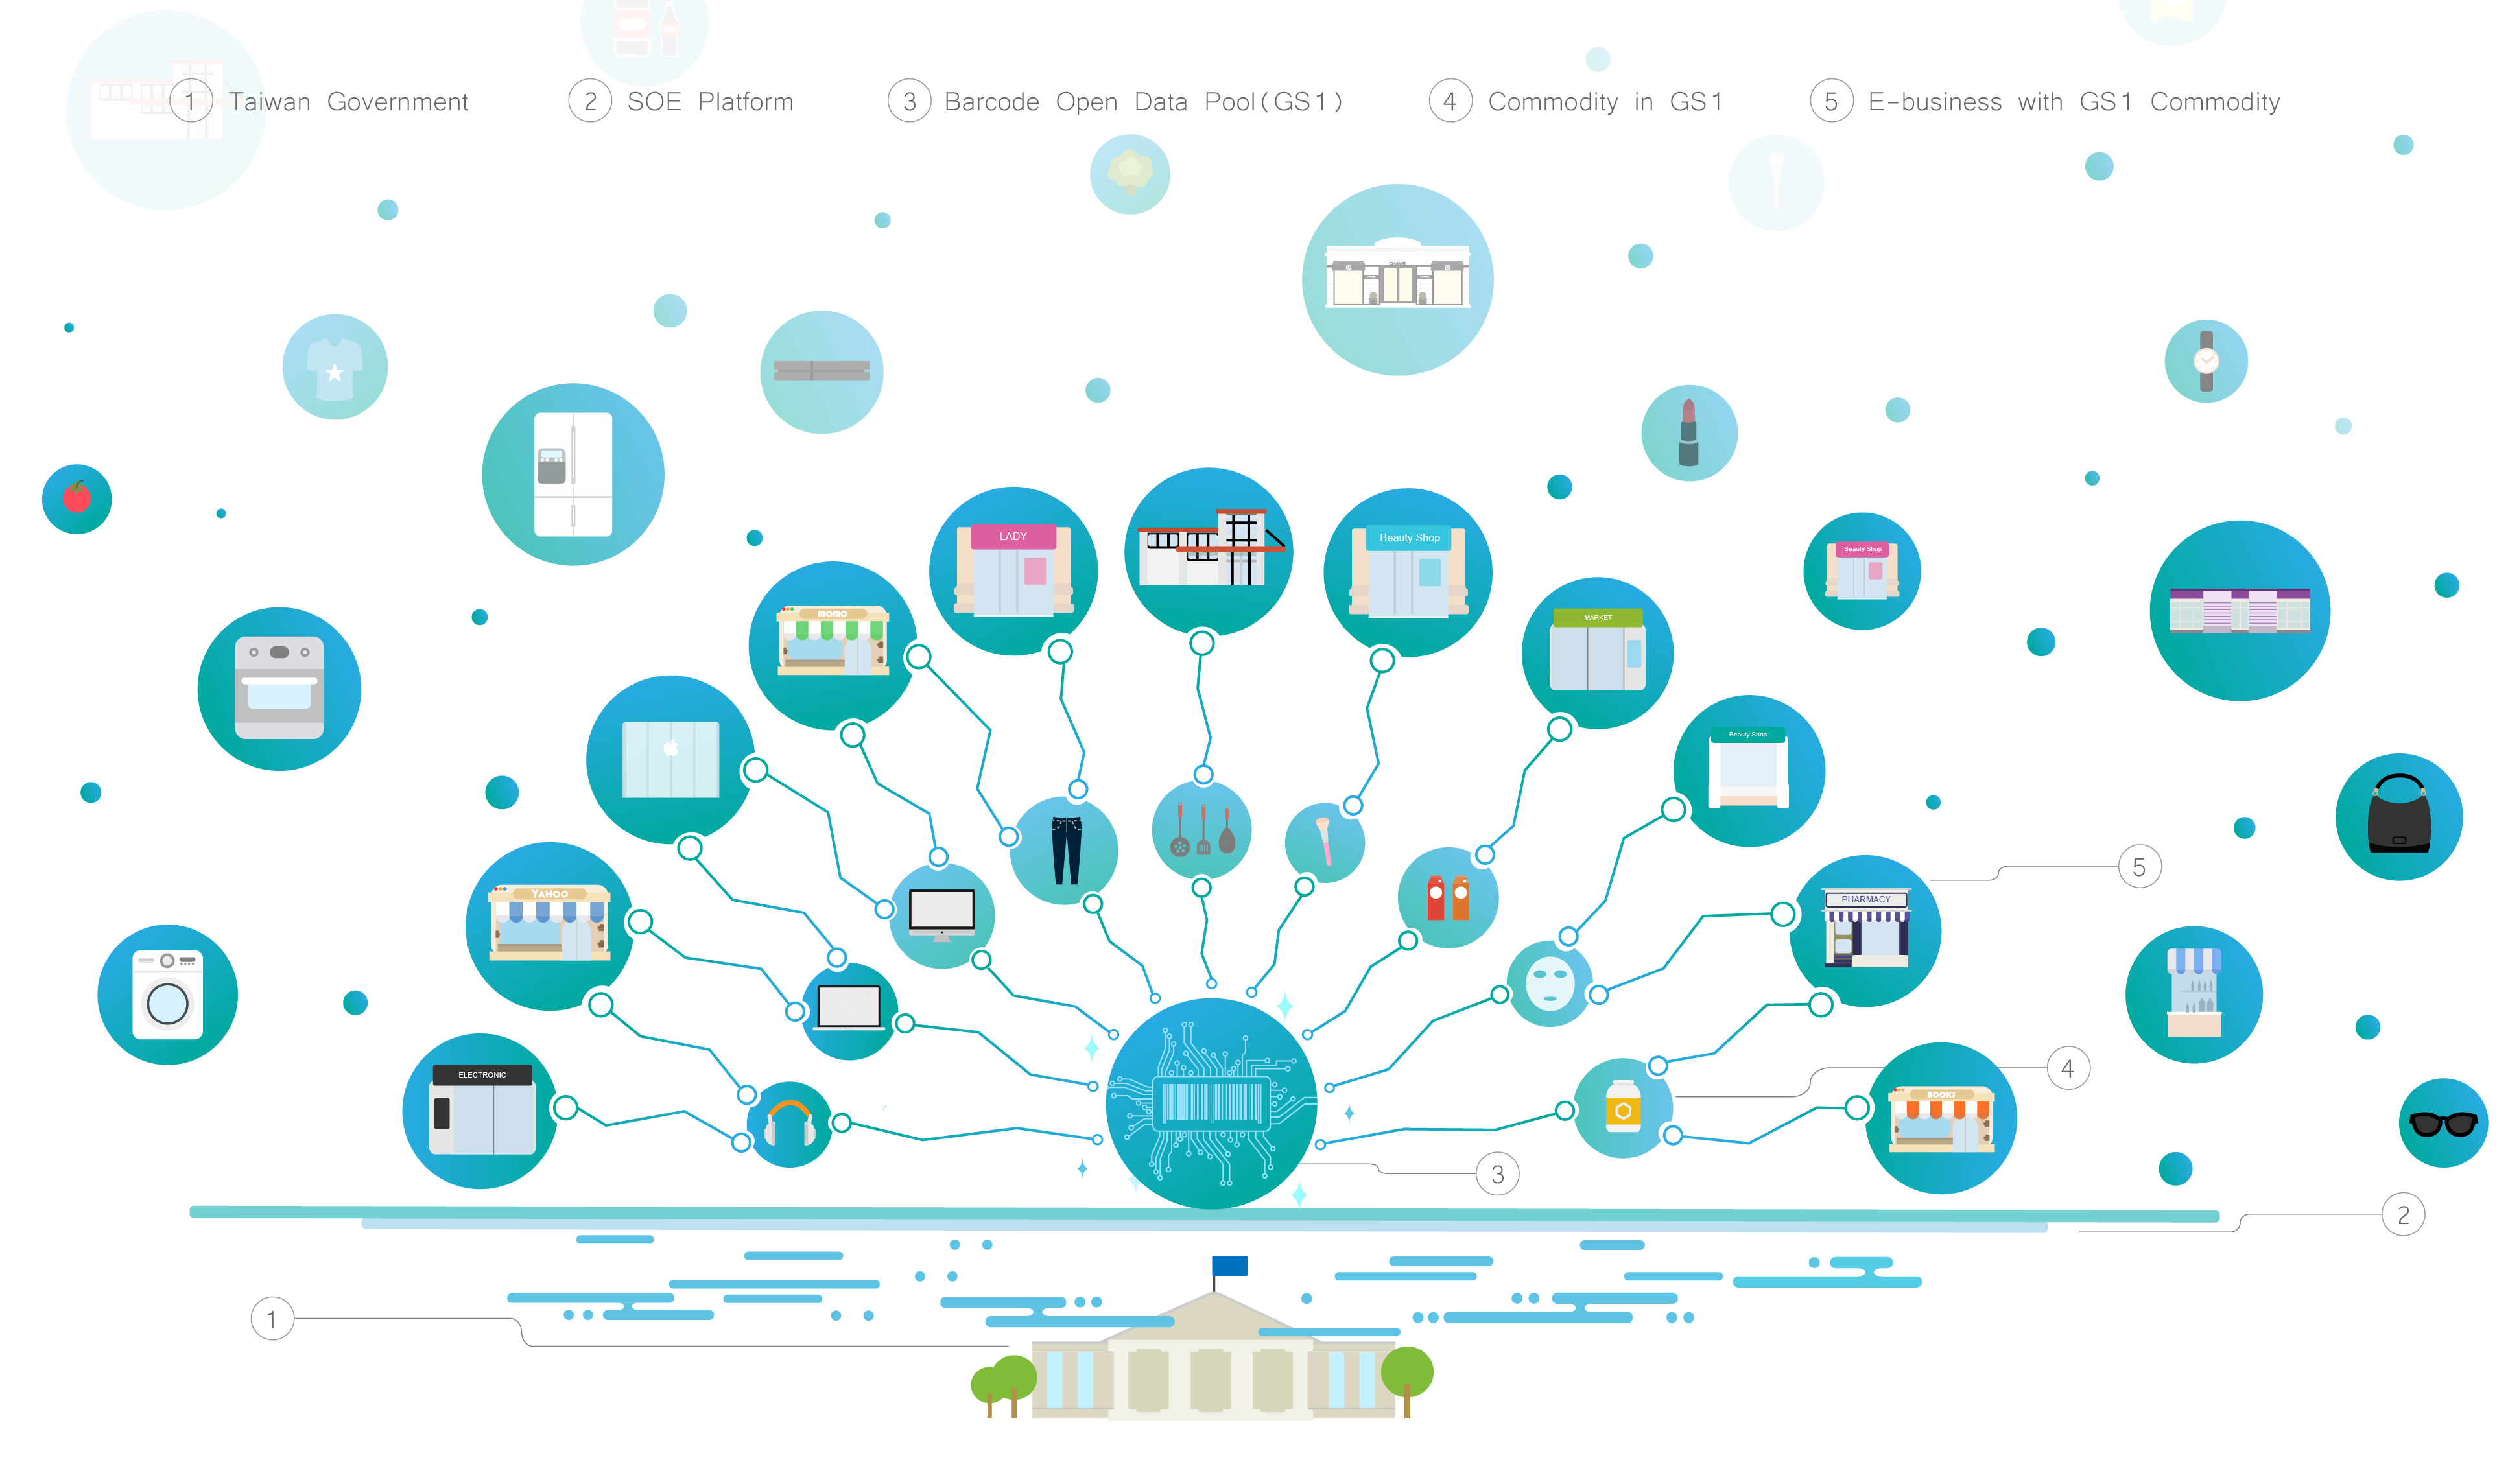 1 Taiwan Government
2 SOE Platform
3 Barcode Open Data Pool(GS1)
4 Commodity in GS1
5 E-business with GS1 Commodity
CHANEL
LADY
Beauty Shop
Beauty Shop
MOMO
MARKET
Beauty Shop
YAHOO
PHARMACY
5
ELECTRONIC
4
BOOKS
3
2
1